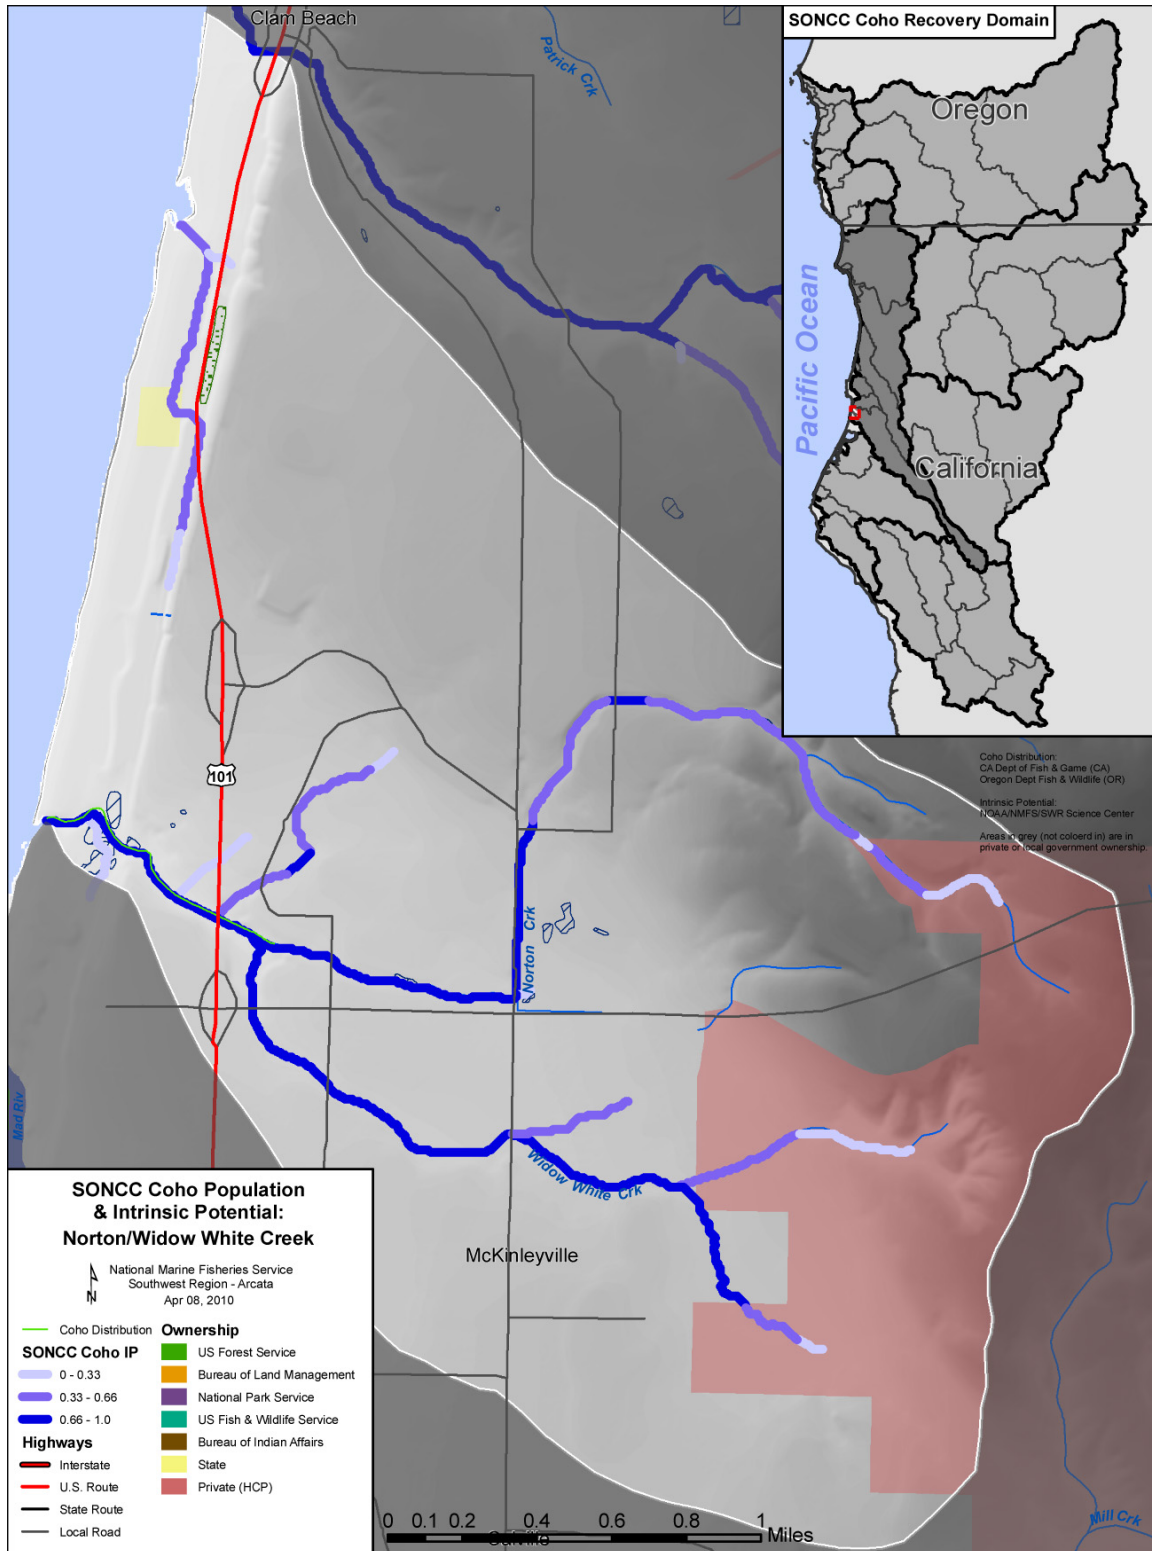 Clam Beach
Patrick Crk
SONCC Coho Recovery Domain
Oregon
Pacific Ocean
California
101
Norton Crk
Coho Distribution:
CA Dept of Fish & Game (CA)
Oregon Dept Fish & Wildlife (OR)
Intrinsic Potential:
NOAA/NMFS/SWR Science Center
Areas in grey (not coloerd in) are in
private or local government ownership.
Mad Riv
Widow White Crk
McKinleyville
Mill Crk
SONCC Coho Population
& Intrinsic Potential:
Norton/Widow White Creek
N
National Marine Fisheries Service
Southwest Region - Arcata
Apr 08, 2010
Coho Distribution
SONCC Coho IP
0 - 0.33
0.33 - 0.66
0.66 - 1.0
Highways
Interstate
U.S. Route
State Route
Local Road
Ownership
US Forest Service
Bureau of Land Management
National Park Service
US Fish & Wildlife Service
Bureau of Indian Affairs
State
Private (HCP)
0 0.1 0.2 0.4 0.6 0.8 1
Miles